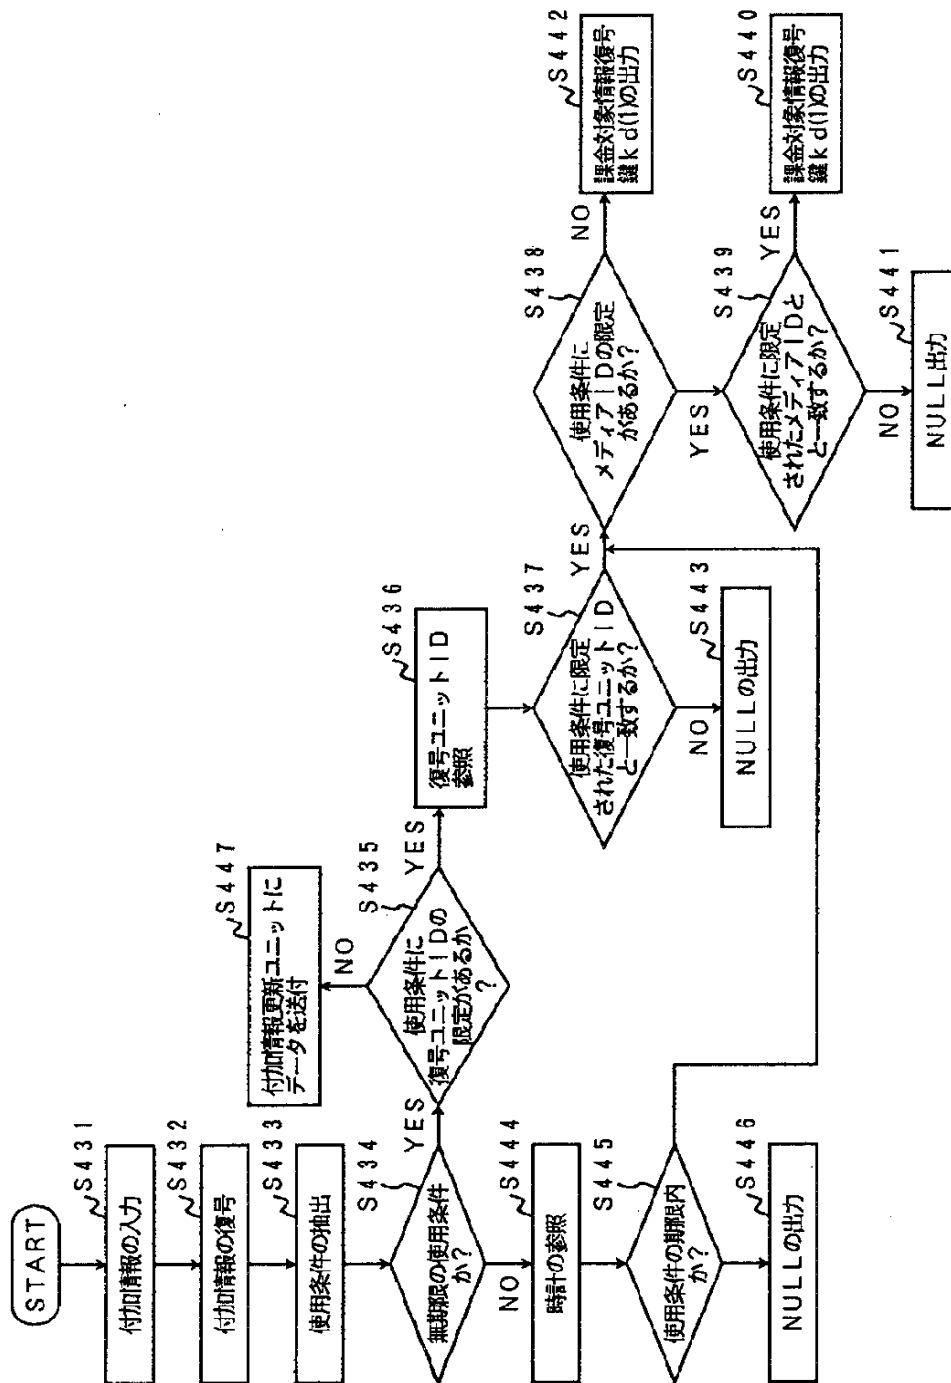 START
S431
付加情報の入力
S432
付加情報の復号
S433
使用条件の抽出
S434
無期限の使用条件
か?
YES
NO
S435
使用条件に
復号ユニットIDの
限定があるか
?
NO
YES
S447
付加情報更新ユニットに
データを送付
S436
復号ユニットID
参照
S437
使用条件に限定
された復号ユニットID
と一致するか?
YES
NO
S443
NULLの出力
S438
使用条件に
メディアIDの限定
があるか?
NO
YES
S442
課金対象情報復号
鍵kd(1)の出力
S439
使用条件に限定
されたメディアIDと
と一致するか?
YES
NO
S440
課金対象情報復号
鍵kd(1)の出力
S441
NULL出力
S444
時計の参照
S445
使用条件の期限内
か?
S446
NULLの出力